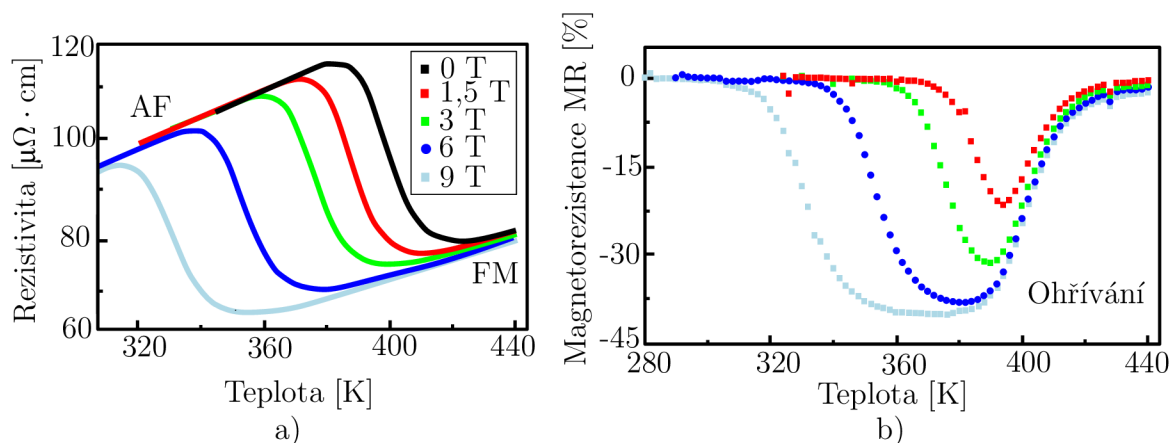 Rezistivita [µΩ · cm]
120
100
80
60
AF
FM
0 T
1,5 T
3 T
6 T
9 T
320
360
400
440
Teplota [K]
a)
Magnetorezistence MR [%]
0
-15
-30
-45
Ohřívání
280
320
360
400
440
Teplota [K]
b)